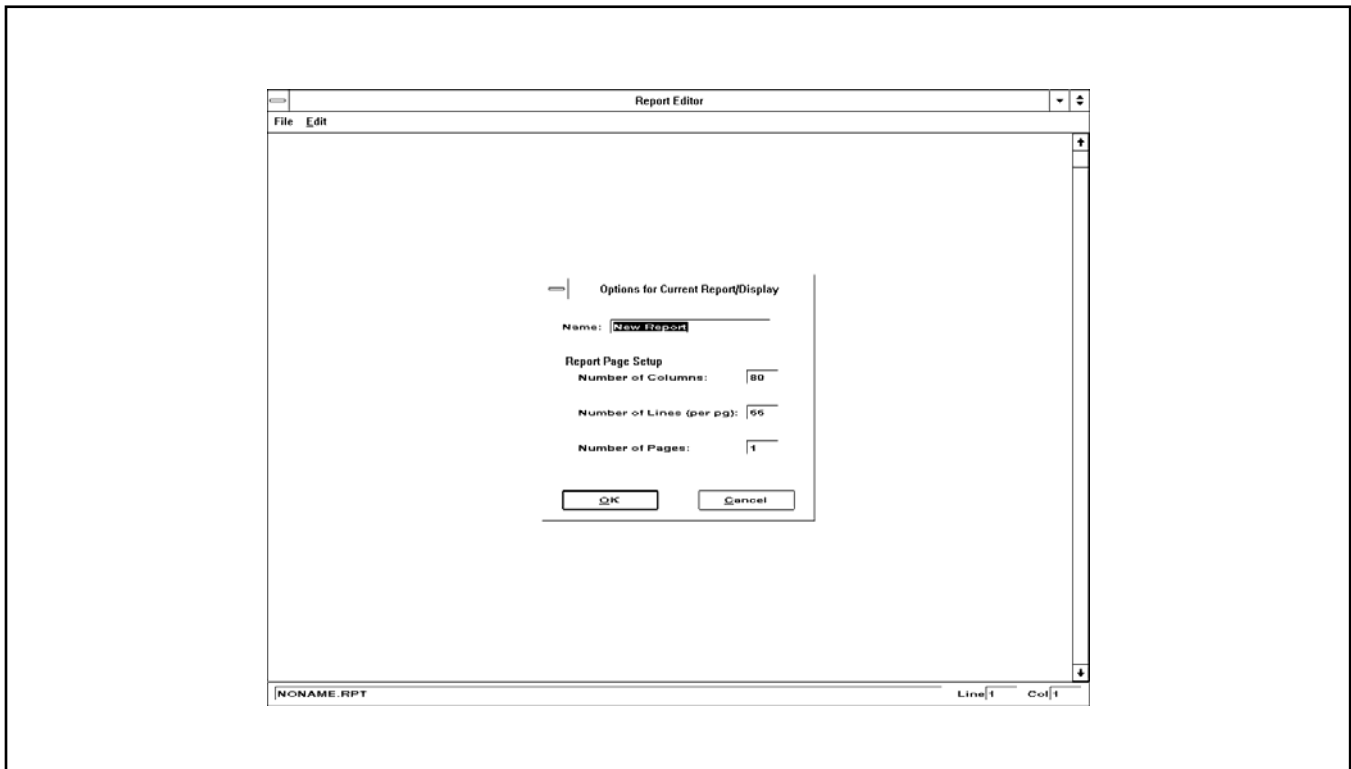 Report Editor
File Edit
Options for Current Report/Display
Name: New Report
Report Page Setup
Number of Columns: 80
Number of Lines (per pg): 66
Number of Pages: 1
OK Cancel
NONAME.RPT Line 1 Col 1